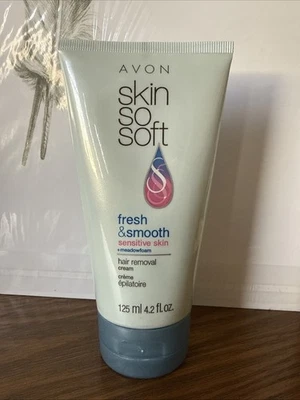 AVON
skin
so
soft
fresh
&smooth
sensitive skin
+meadowfoam
hair removal
cream
crème
épilatoire
125 ml 4.2 fl.oz.